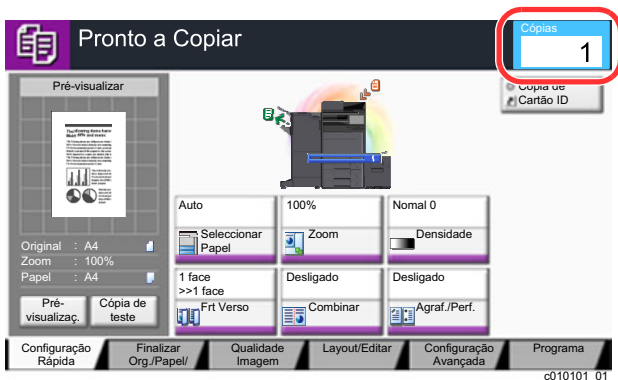 Pronto a Copiar
Cópias
1
Cópia de
Cartão ID
Pré-visualizar
Original : A4
Zoom : 100%
Papel : A4
Pré-
visualizaç.
Cópia de
teste
Auto
Seleccionar
Papel
100%
Zoom
Nomal 0
Densidade
1 face
>>1 face
Frt Verso
Desligado
Combinar
Desligado
Agraf./Perf.
Configuração
Rápida
Finalizar
Org./Papel/
Qualidade
Imagem
Layout/Editar
Configuração
Avançada
Programa
c010101_01